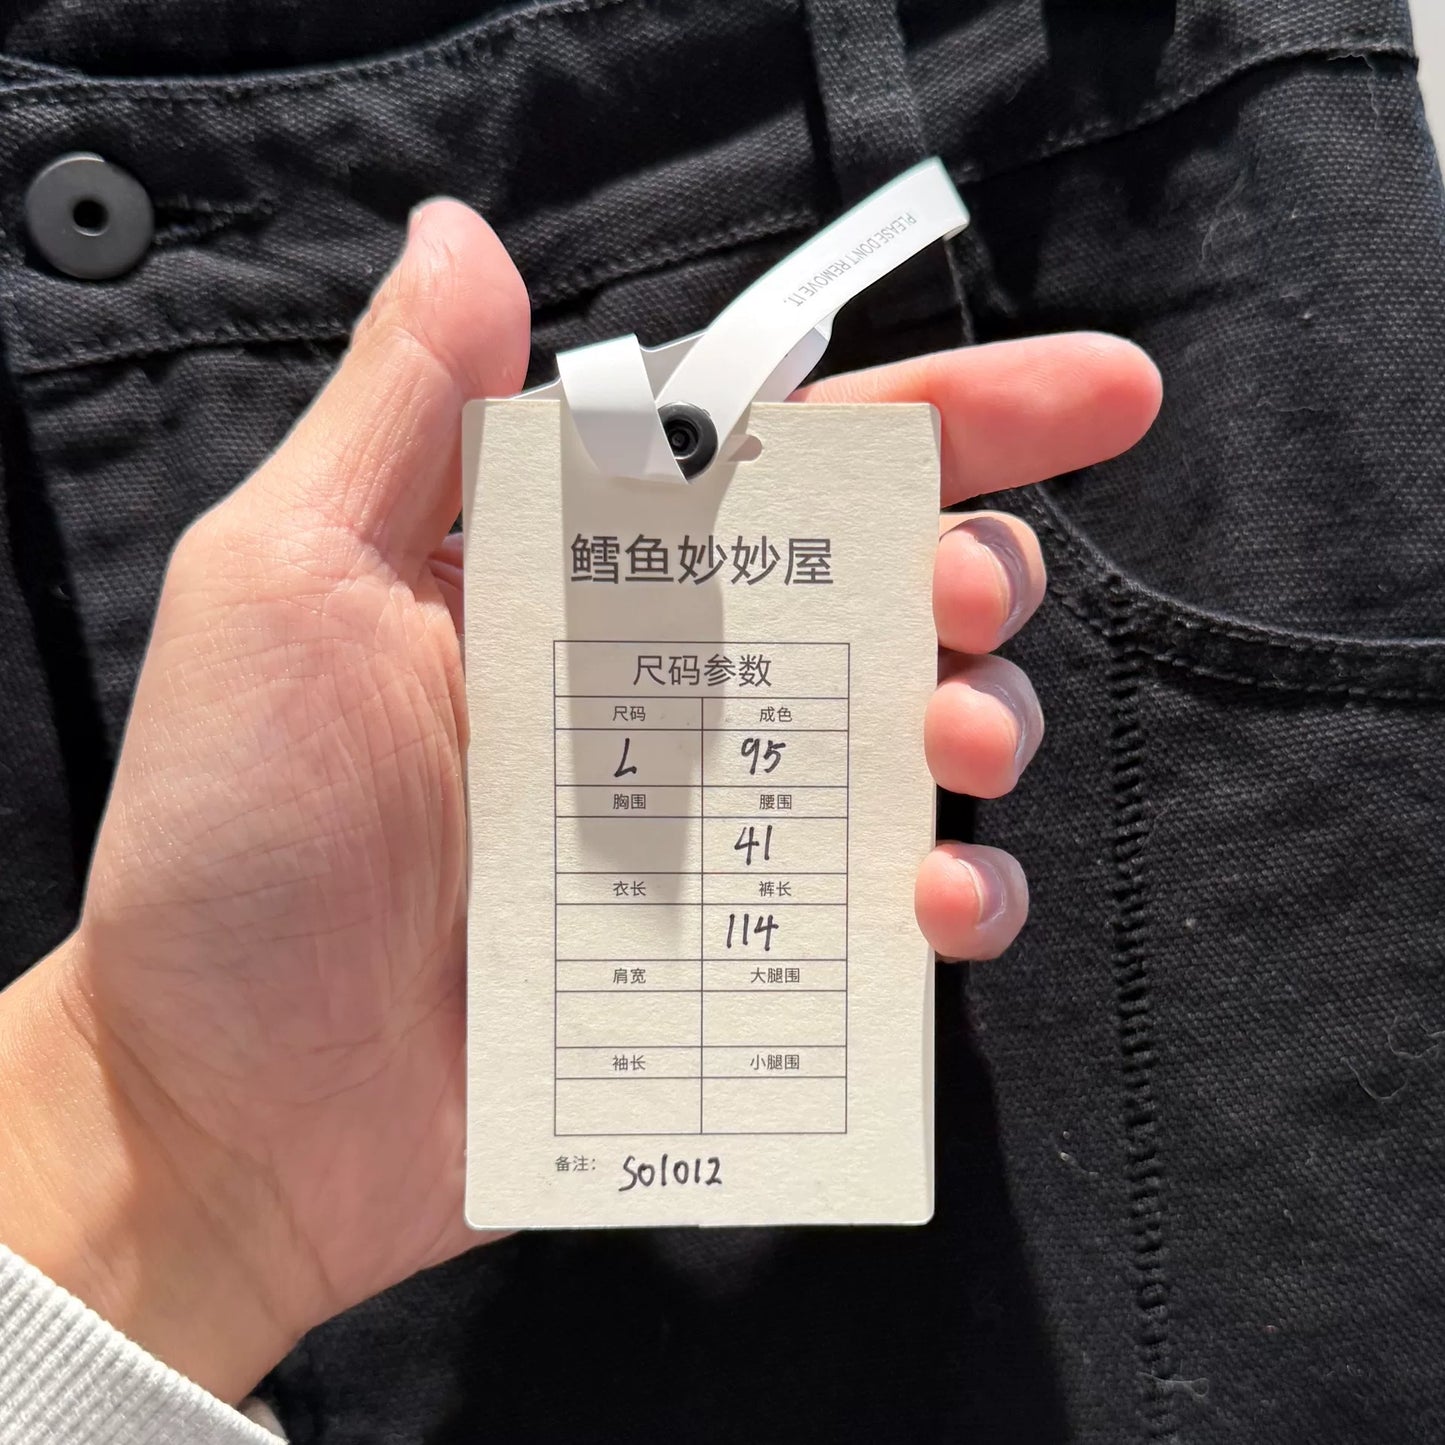 PLEASE DON'T REMOVE IT.
鳕鱼妙妙屋
尺码参数
尺码 成色
L 95
胸围 腰围
41
衣长 裤长
114
肩宽 大腿围
袖长 小腿围
备注: S01012